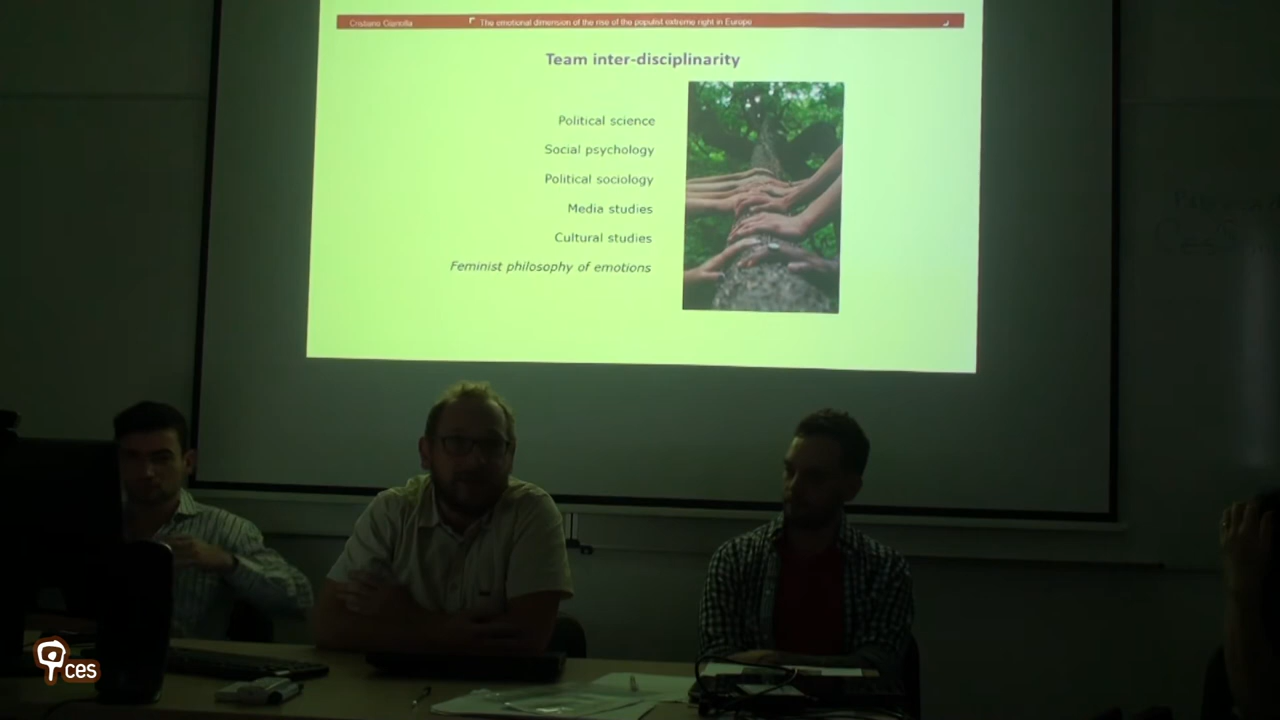 Cristiano Gianolla
The emotional dimension of the rise of the populist extreme right in Europe
Team inter-disciplinarity
Political science
Social psychology
Political sociology
Media studies
Cultural studies
Feminist philosophy of emotions
ces